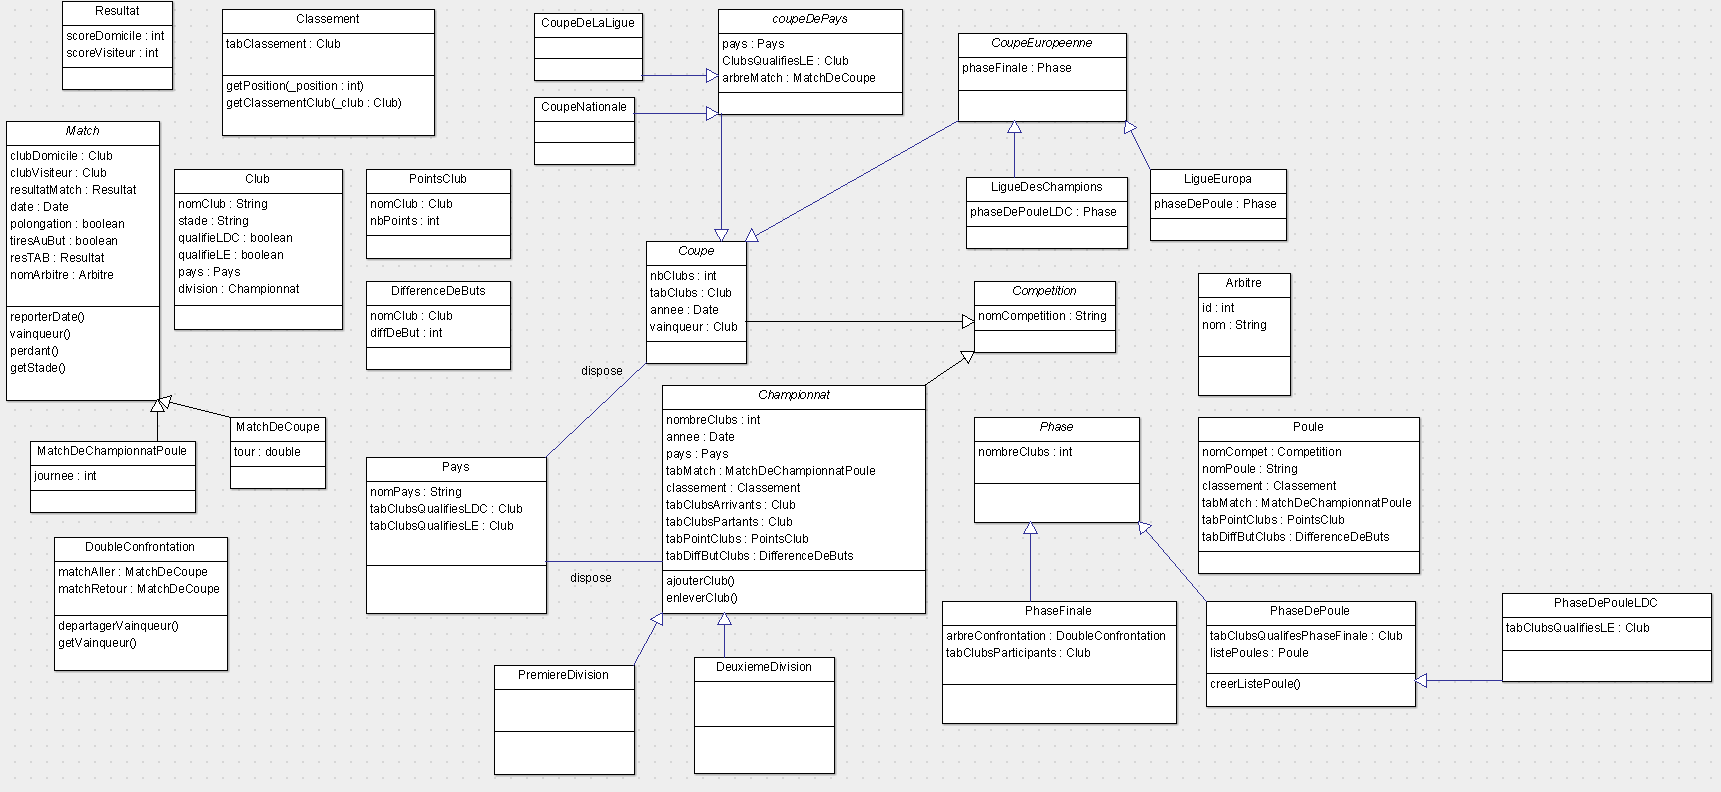 Resultat
scoreDomicile : int
scoreVisiteur : int
Classement
tabClassement : Club
getPosition(_position : int)
getClassementClub(_club : Club)
CoupeDeLaLigue
CoupeNationale
coupeDePays
pays : Pays
ClubsQualifiesLE : Club
arbreMatch : MatchDeCoupe
CoupeEuropeenne
phaseFinale : Phase
Match
clubDomicile : Club
clubVisiteur : Club
resultatMatch : Resultat
date : Date
polongation : boolean
tiresAuBut : boolean
resTAB : Resultat
nomArbitre : Arbitre
reporterDate()
vainqueur()
perdant()
getStade()
Club
nomClub : String
stade : String
qualifieLDC : boolean
qualifieLE : boolean
pays : Pays
division : Championnat
PointsClub
nomClub : Club
nbPoints : int
DifferenceDeButs
nomClub : Club
diffDeBut : int
LigueDesChampions
phaseDePouleLDC : Phase
LigueEuropa
phaseDePoule : Phase
Coupe
nbClubs : int
tabClubs : Club
annee : Date
vainqueur : Club
Competition
nomCompetition : String
Arbitre
id : int
nom : String
dispose
Championnat
nombreClubs : int
annee : Date
pays : Pays
tabMatch : MatchDeChampionnatPoule
classement : Classement
tabClubsArrivants : Club
tabClubsPartants : Club
tabPointClubs : PointsClub
tabDiffButClubs : DifferenceDeButs
ajouterClub()
enleverClub()
MatchDeChampionnatPoule
journee : int
MatchDeCoupe
tour : double
Pays
nomPays : String
tabClubsQualifiesLDC : Club
tabClubsQualifiesLE : Club
dispose
Phase
nombreClubs : int
Poule
nomCompet : Competition
nomPoule : String
classement : Classement
tabMatch : MatchDeChampionnatPoule
tabPointClubs : PointsClub
tabDiffButClubs : DifferenceDeButs
DoubleConfrontation
matchAller : MatchDeCoupe
matchRetour : MatchDeCoupe
departagerVainqueur()
getVainqueur()
PremiereDivision
DeuxiemeDivision
PhaseFinale
arbreConfrontation : DoubleConfrontation
tabClubsParticipants : Club
PhaseDePoule
tabClubsQualifesPhaseFinale : Club
listePoules : Poule
creerListePoule()
PhaseDePouleLDC
tabClubsQualifiesLE : Club